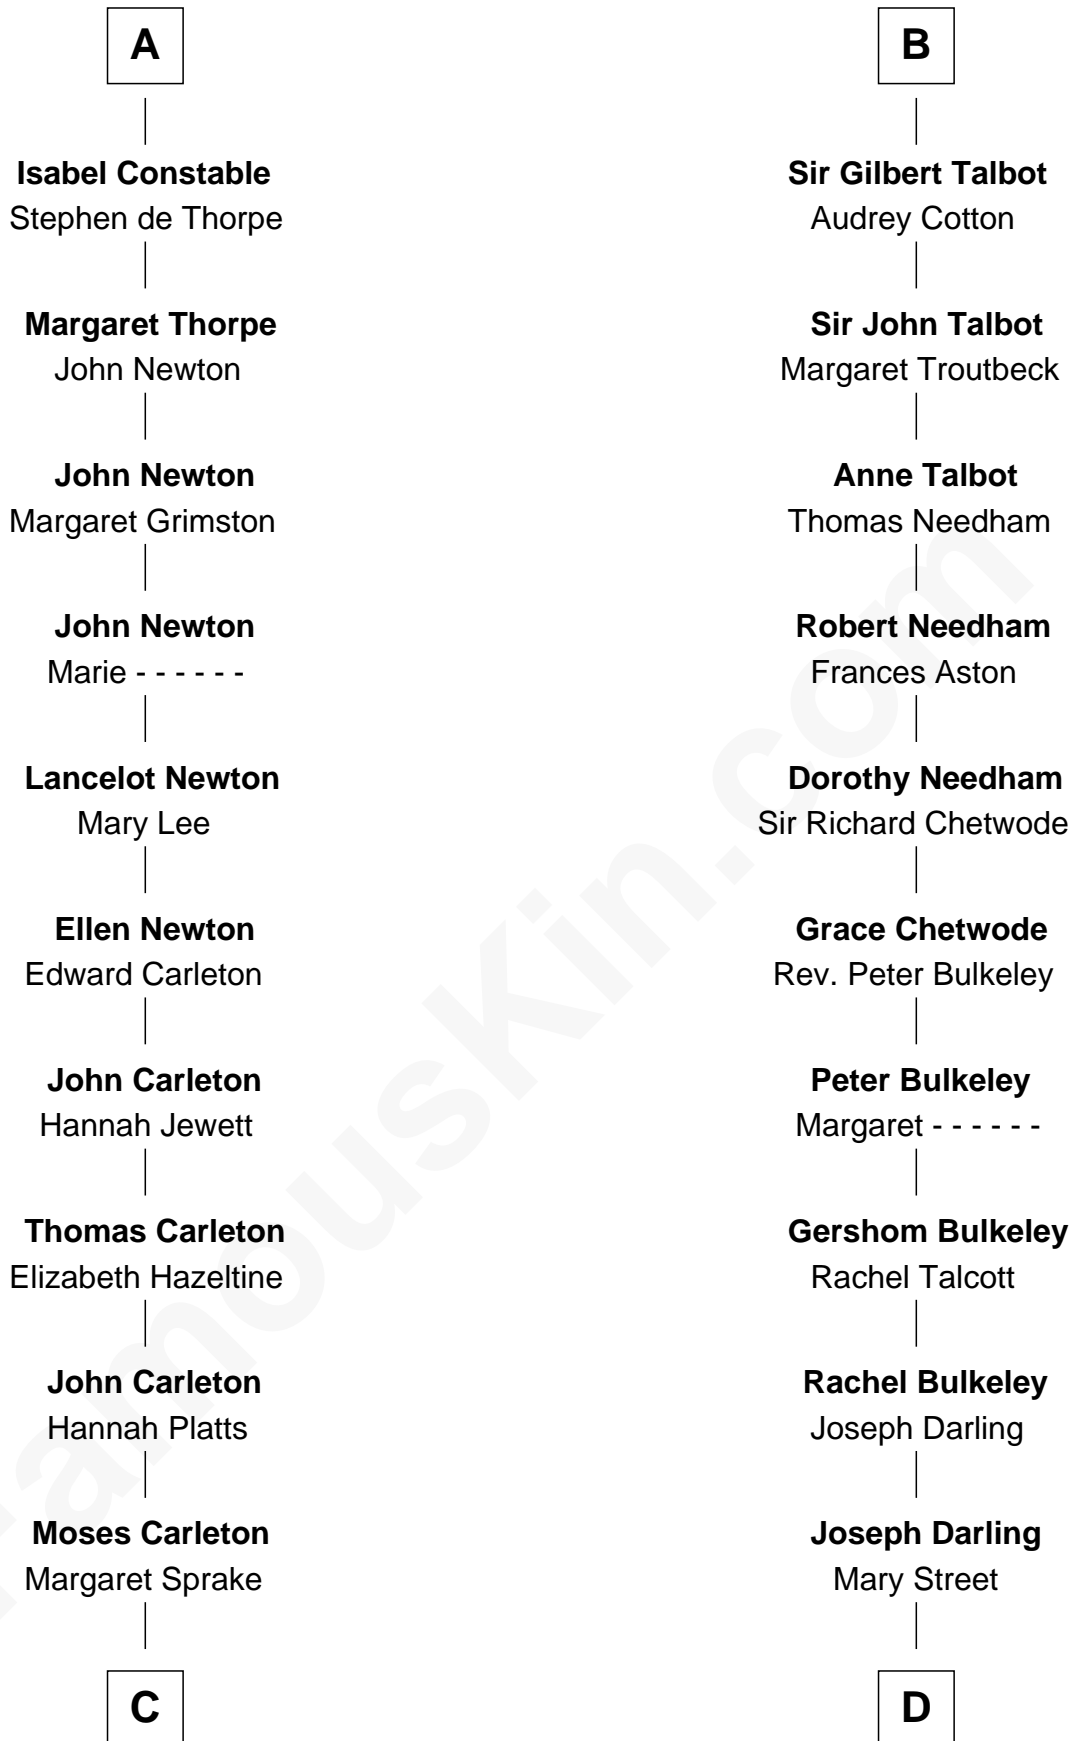 A
Isabel Constable
Stephen de Thorpe
Margaret Thorpe
John Newton
John Newton
Margaret Grimston
John Newton
Marie - - - - - -
Lancelot Newton
Mary Lee
Ellen Newton
Edward Carleton
John Carleton
Hannah Jewett
Thomas Carleton
Elizabeth Hazeltine
John Carleton
Hannah Platts
Moses Carleton
Margaret Sprake
C
B
Sir Gilbert Talbot
Audrey Cotton
Sir John Talbot
Margaret Troutbeck
Anne Talbot
Thomas Needham
Robert Needham
Frances Aston
Dorothy Needham
Sir Richard Chetwode
Grace Chetwode
Rev. Peter Bulkeley
Peter Bulkeley
Margaret - - - - - -
Gershom Bulkeley
Rachel Talcott
Rachel Bulkeley
Joseph Darling
Joseph Darling
Mary Street
D
FamousKin.com